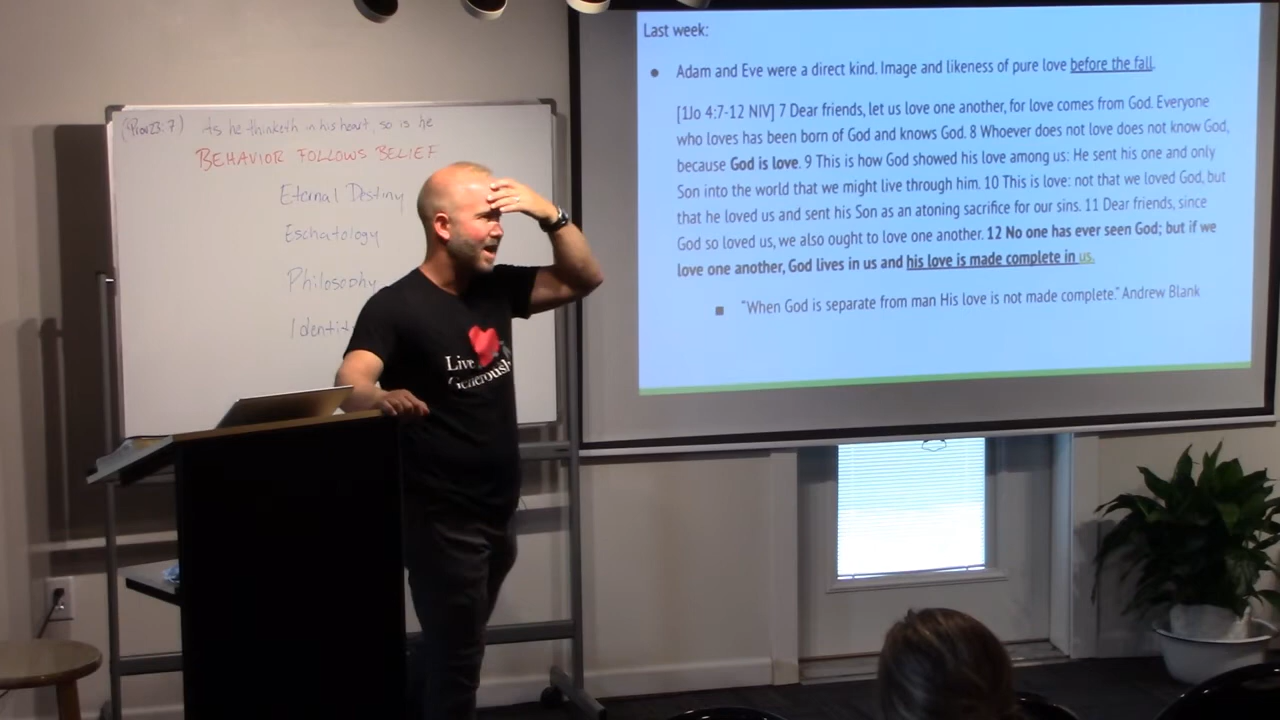 (Prov 23:7) As he thinketh in his heart, so is he
BEHAVIOR FOLLOWS BELIEF
Eternal Destiny
Eschatology
Philosophy
Identit
Live
Generously
Last week:
Adam and Eve were a direct kind. Image and likeness of pure love before the fall.
[1Jo 4:7-12 NIV] 7 Dear friends, let us love one another, for love comes from God. Everyone
who loves has been born of God and knows God. 8 Whoever does not love does not know God,
because God is love. 9 This is how God showed his love among us: He sent his one and only
Son into the world that we might live through him. 10 This is love: not that we loved God, but
that he loved us and sent his Son as an atoning sacrifice for our sins. 11 Dear friends, since
God so loved us, we also ought to love one another. 12 No one has ever seen God; but if we
love one another, God lives in us and his love is made complete in us.
"When God is separate from man His love is not made complete." Andrew Blank